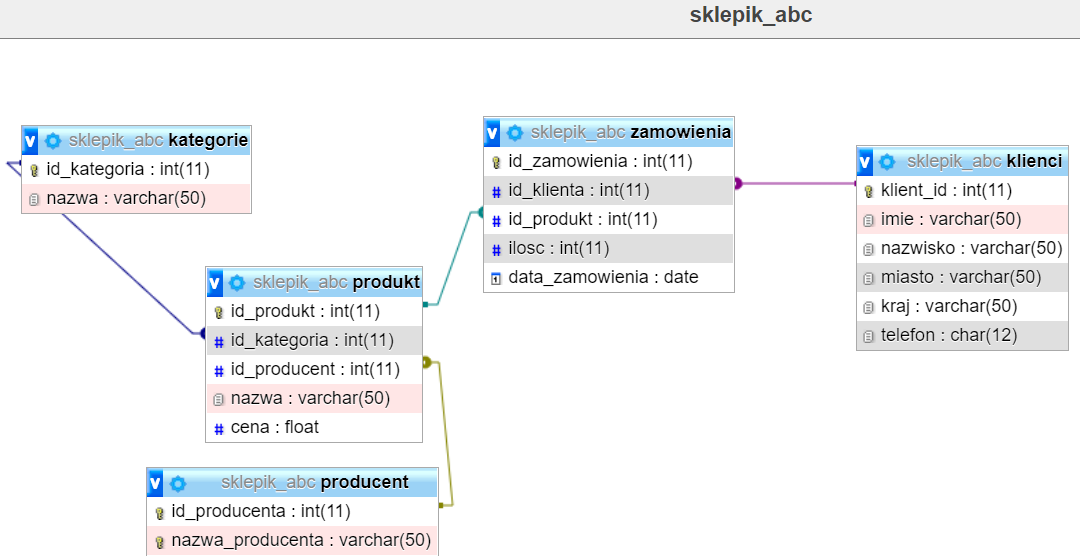 sklepik_abc
v sklepik_abc kategorie
id_kategoria : int(11)
nazwa : varchar(50)
v sklepik_abc zamowienia
id_zamowienia : int(11)
# id_klienta : int(11)
# id_produkt : int(11)
# ilosc : int(11)
data_zamowienia : date
v sklepik_abc klienci
klient_id : int(11)
imie : varchar(50)
nazwisko : varchar(50)
miasto : varchar(50)
kraj : varchar(50)
telefon : char(12)
v sklepik_abc produkt
id_produkt : int(11)
# id_kategoria : int(11)
# id_producent : int(11)
nazwa : varchar(50)
# cena : float
v sklepik_abc producent
id_producenta : int(11)
nazwa_producenta : varchar(50)